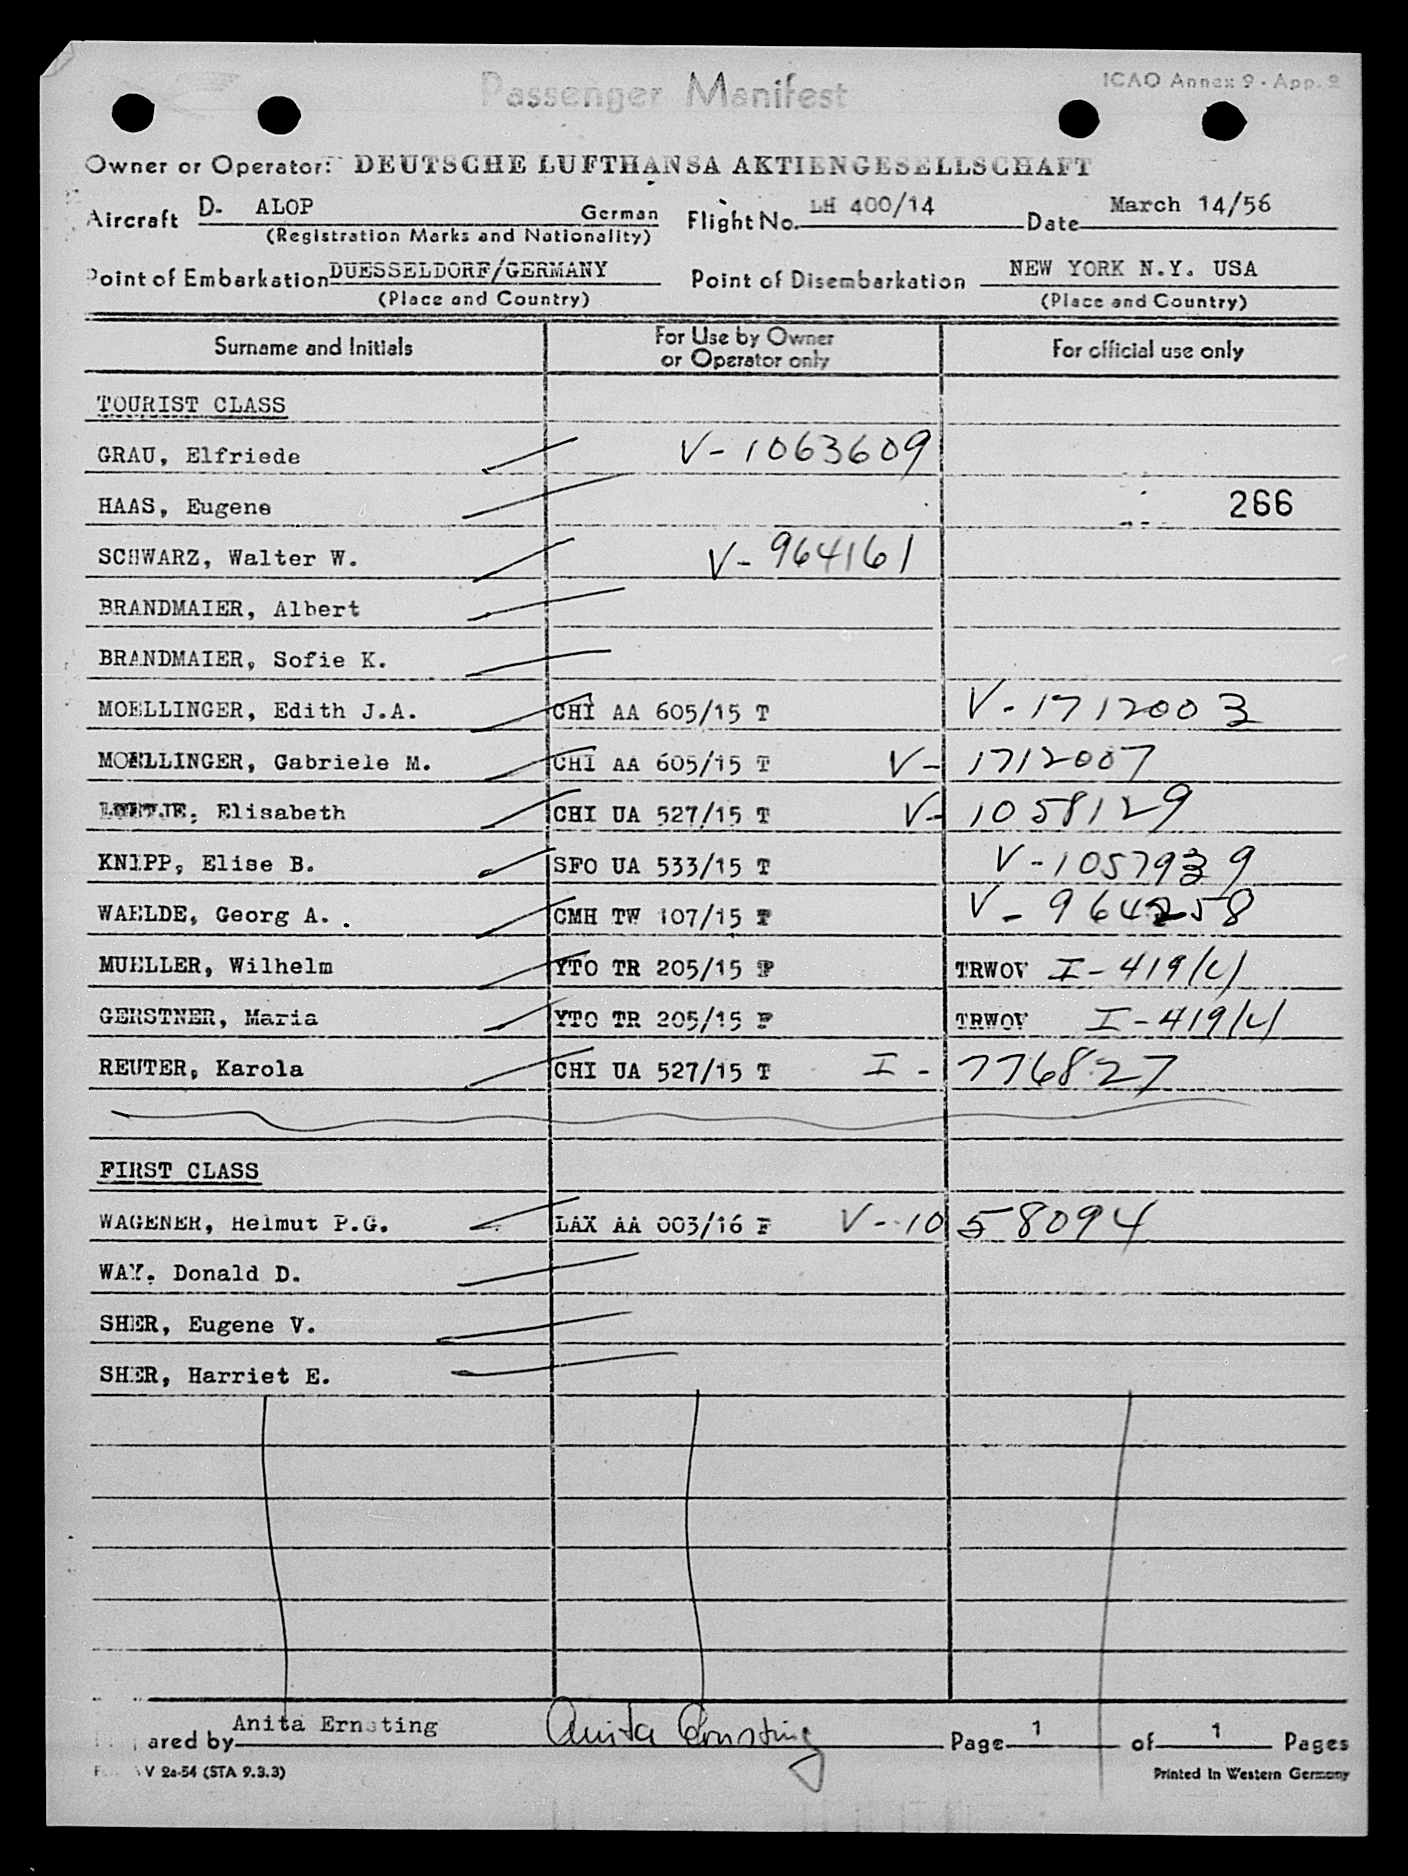 Passenger Manifest
ICAO Annex 9 - App. 2
Owner or Operator: DEUTSCHE LUFTHANSA AKTIENGESELLSCHAFT
Aircraft D- ALOP German Flight No. LH 400/14 Date March 14/56
(Registration Marks and Nationality)
Point of Embarkation DUESSELDORF/GERMANY Point of Disembarkation NEW YORK N.Y. USA
(Place and Country) (Place and Country)
Surname and Initials For Use by Owner or Operator only For official use only
TOURIST CLASS
GRAU, Elfriede V-1063609
HAAS, Eugene 266
SCHWARZ, Walter W. V-964161
BRANDMAIER, Albert
BRANDMAIER, Sofie K.
MOELLINGER, Edith J.A. CHI AA 605/15 T V-1712003
MOELLINGER, Gabriele M. CHI AA 605/15 T V-1712007
Elisabeth CHI UA 527/15 T V-1058129
KNIPP, Elise B. SFO UA 533/15 T V-1057939
WAELDE, Georg A. CMH TW 107/15 T V-964258
MUELLER, Wilhelm YTO TR 205/15 F TRWOV I-419/(4)
GERSTNER, Maria YTO TR 205/15 F TRWOV I-419/(4)
REUTER, Karola CHI UA 527/15 T I-776827
FIRST CLASS
WAGENER, Helmut P.G. LAX AA 003/16 F V-1058094
WAY, Donald D.
SHER, Eugene V.
SHER, Harriet E.
Anita Ernsting Anita Ernsting
ared by Page 1 of 1 Pages
V 2a-54 (STA 9.3.3) Printed in Western Germany